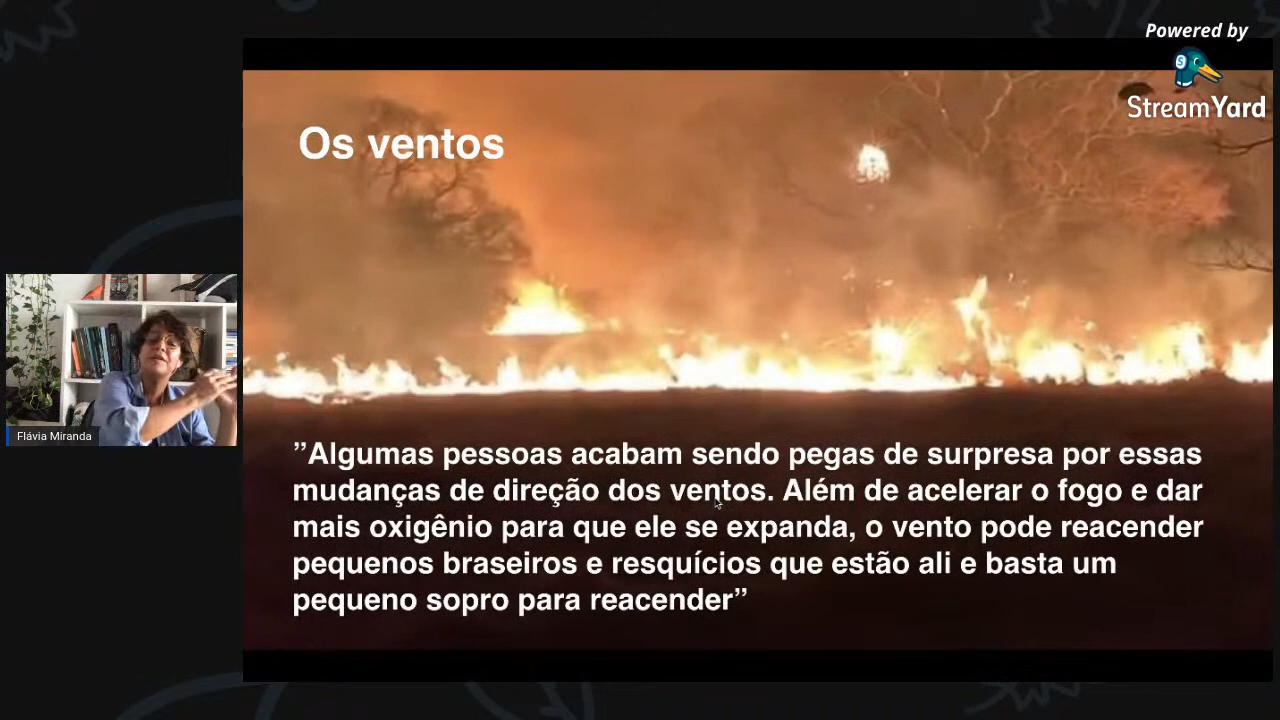 Powered by
StreamYard
Os ventos
Flávia Miranda
”Algumas pessoas acabam sendo pegas de surpresa por essas
mudanças de direção dos ventos. Além de acelerar o fogo e dar
mais oxigênio para que ele se expanda, o vento pode reacender
pequenos braseiros e resquícios que estão ali e basta um
pequeno sopro para reacender”